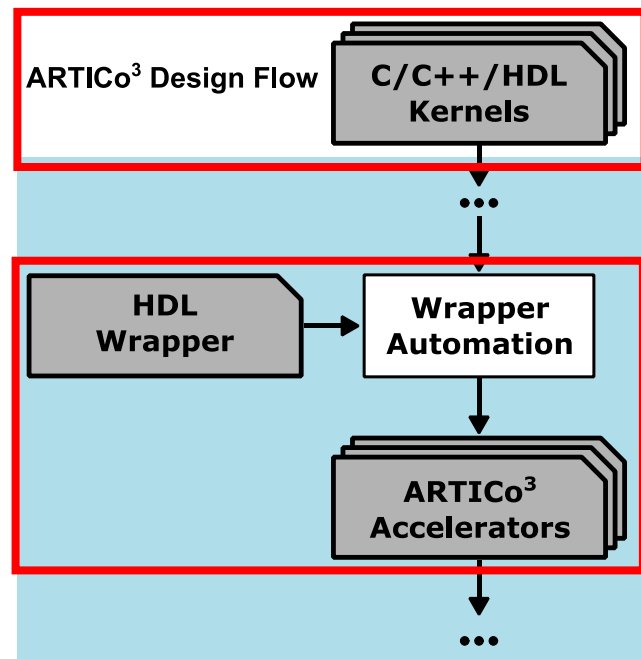 ARTICo³ Design Flow
C/C++/HDL
Kernels
•••
HDL
Wrapper
Wrapper
Automation
ARTICo³
Accelerators
•••